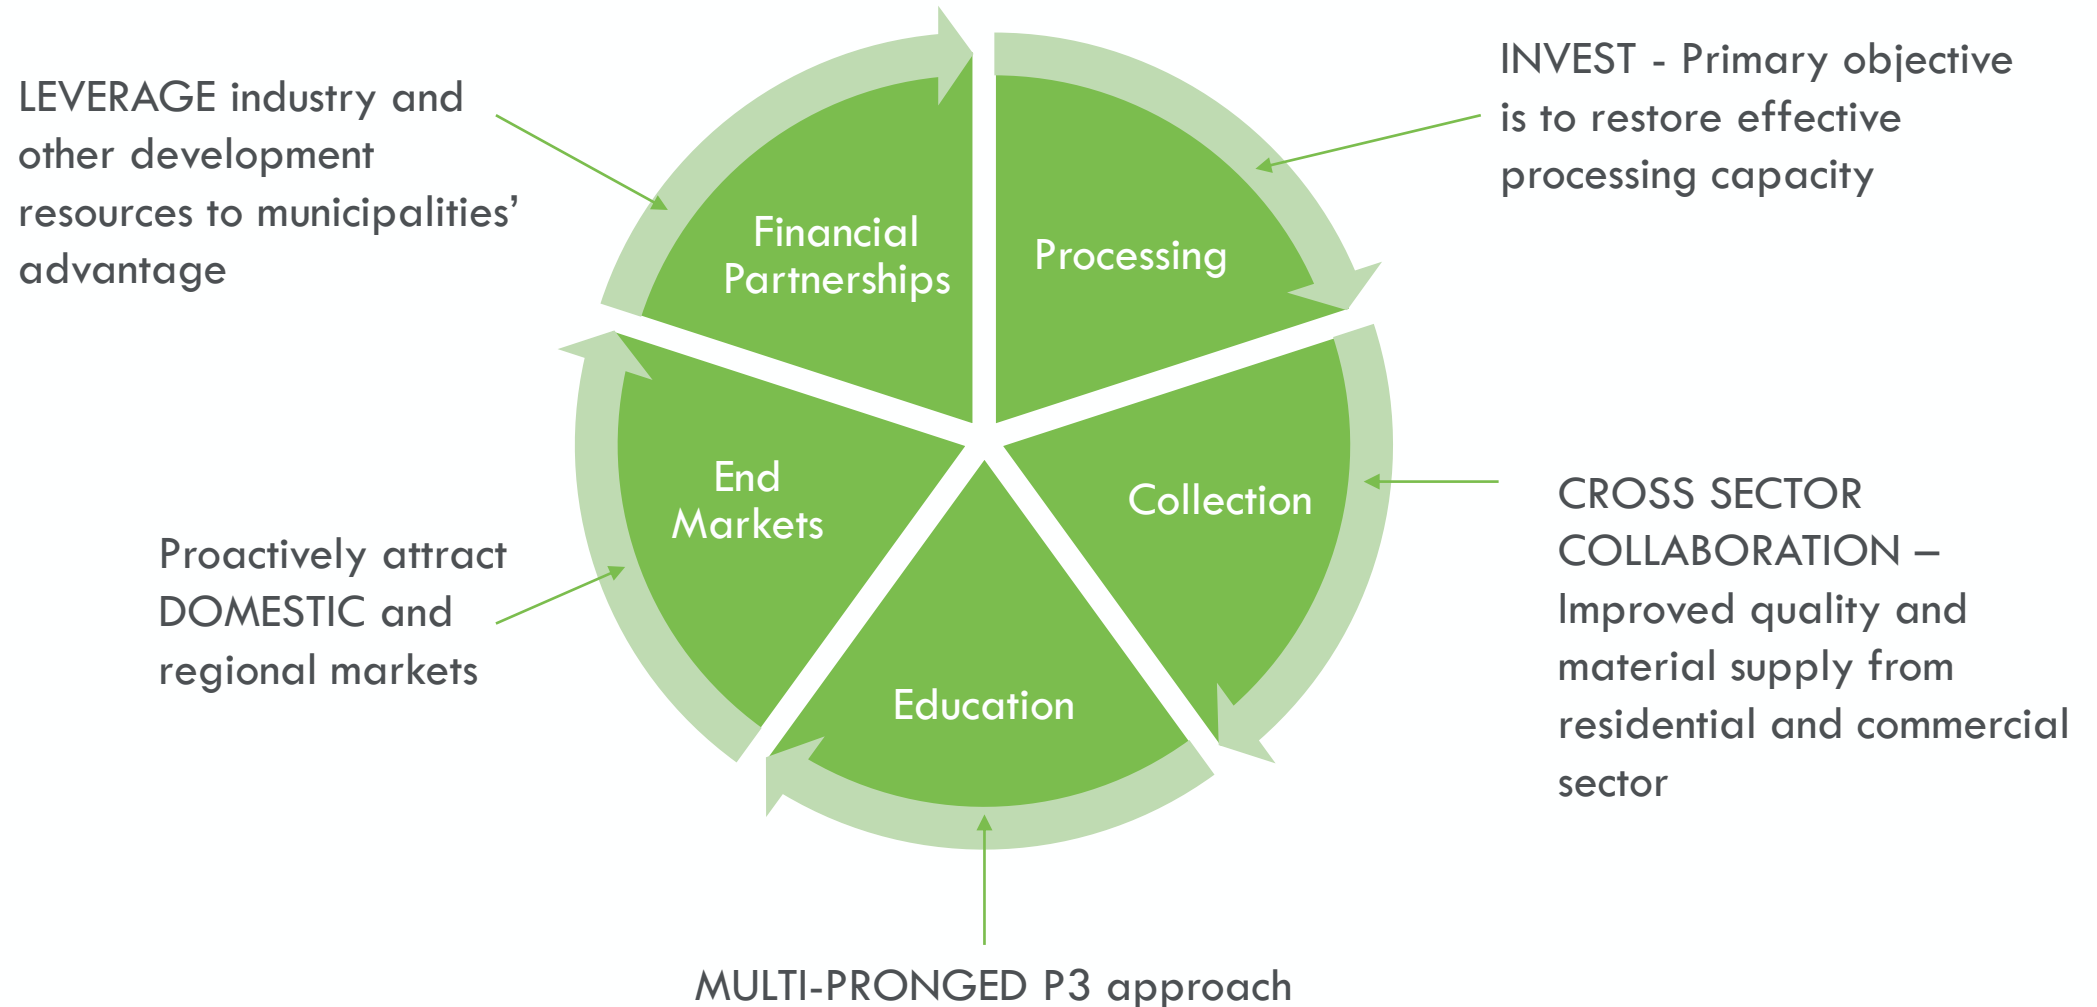 LEVERAGE industry and
other development
resources to municipalities’
advantage
INVEST - Primary objective
is to restore effective
processing capacity
Financial
Partnerships
Processing
End
Markets
Collection
Education
Proactively attract
DOMESTIC and
regional markets
CROSS SECTOR
COLLABORATION –
Improved quality and
material supply from
residential and commercial
sector
MULTI-PRONGED P3 approach